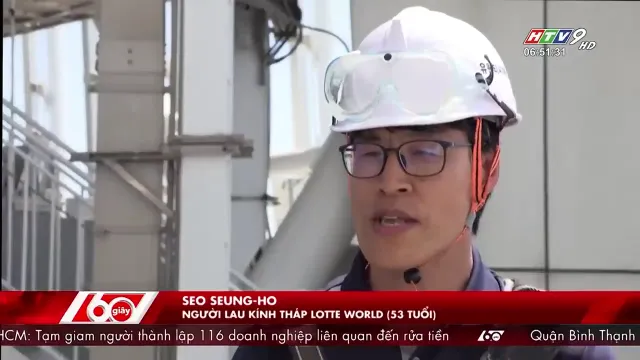 HTV9 HD
06:51:31
60 giây
SEO SEUNG-HO
NGƯỜI LAU KÍNH THÁP LOTTE WORLD (53 TUỔI)
HCM: Tạm giam người thành lập 116 doanh nghiệp liên quan đến rửa tiền 60 Quận Bình Thạnh